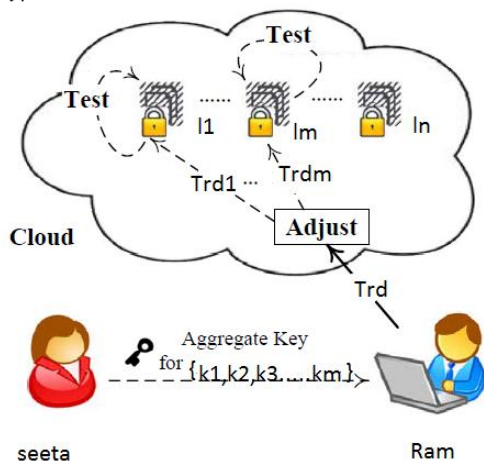 Test
Test
...... ......
l1 lm ln
Trd1 ... Trdm
Adjust
Cloud
Trd
Aggregate Key
for {k1,k2,k3.....km}
seeta Ram